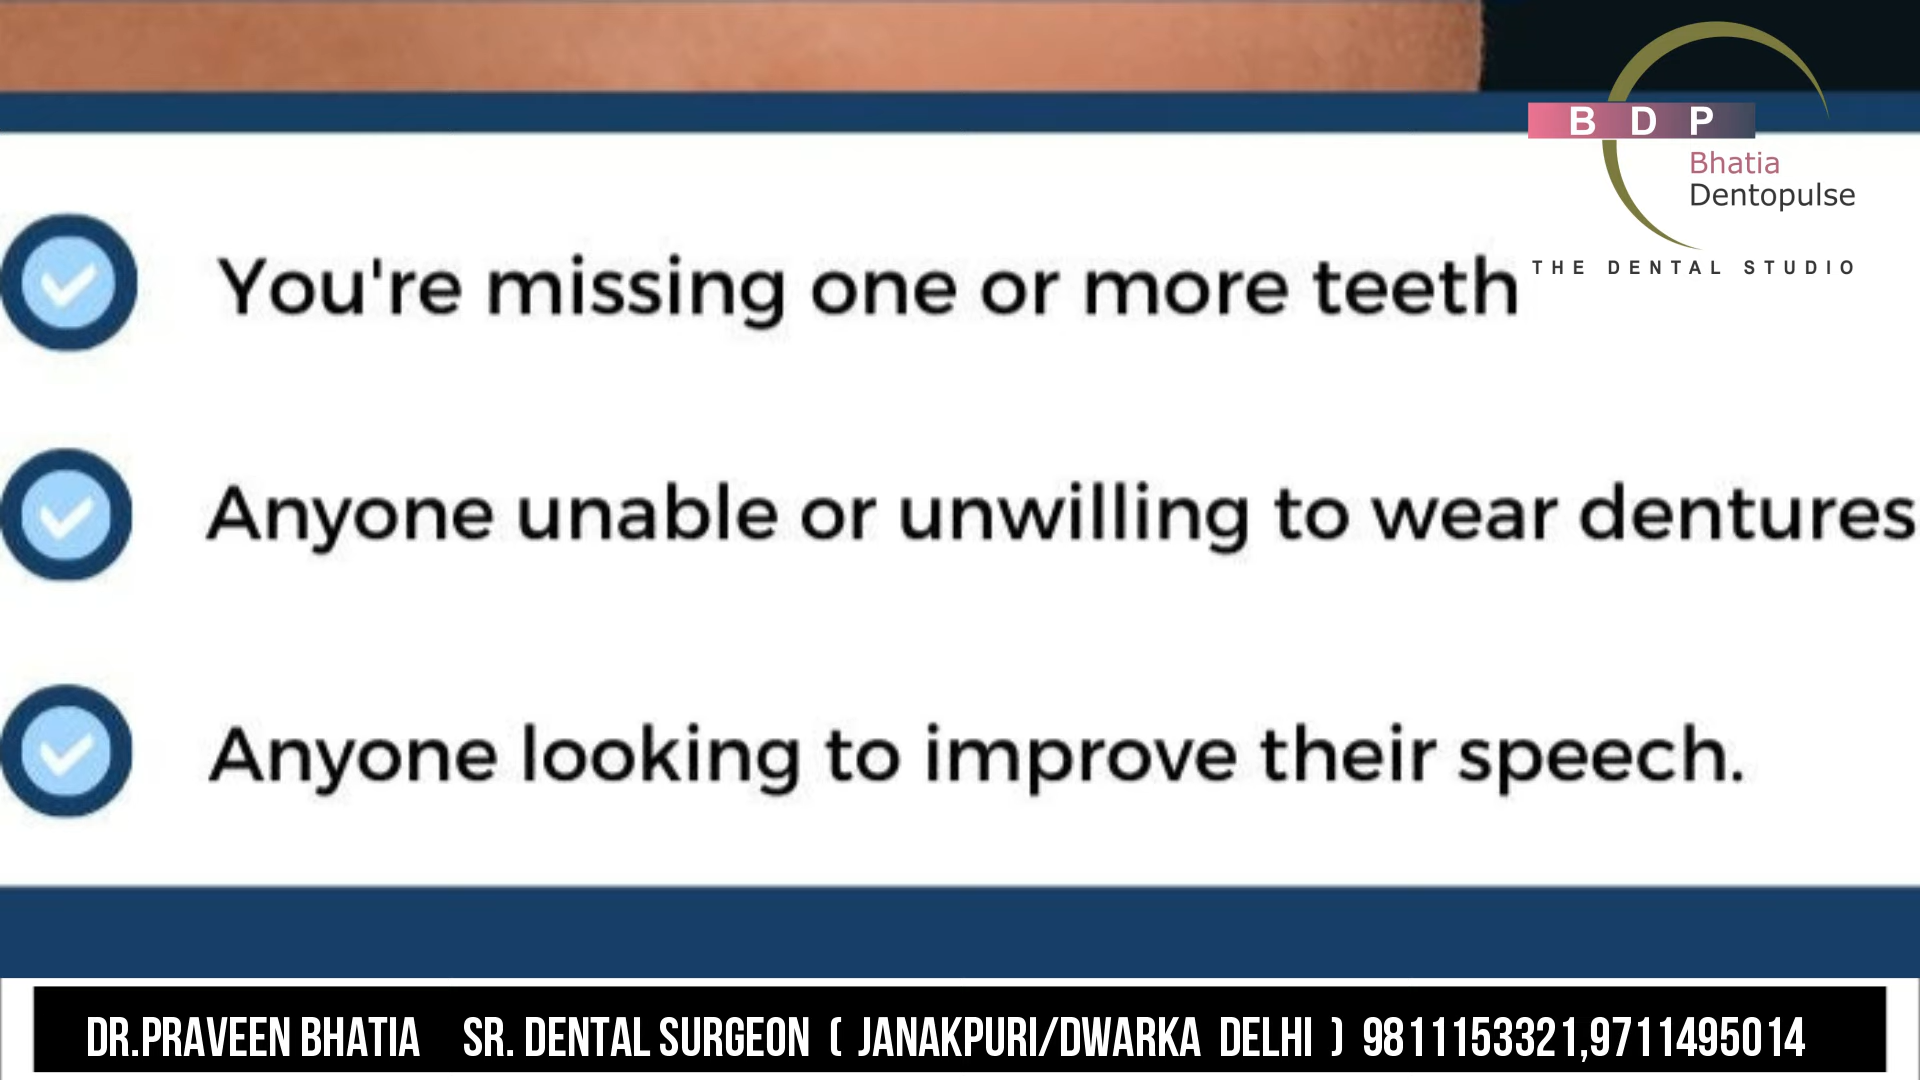 B D P
Bhatia
Dentopulse
THE DENTAL STUDIO
You're missing one or more teeth
Anyone unable or unwilling to wear dentures
Anyone looking to improve their speech.
DR.PRAVEEN BHATIA SR. DENTAL SURGEON ( JANAKPURI/DWARKA DELHI ) 9811153321,9711495014